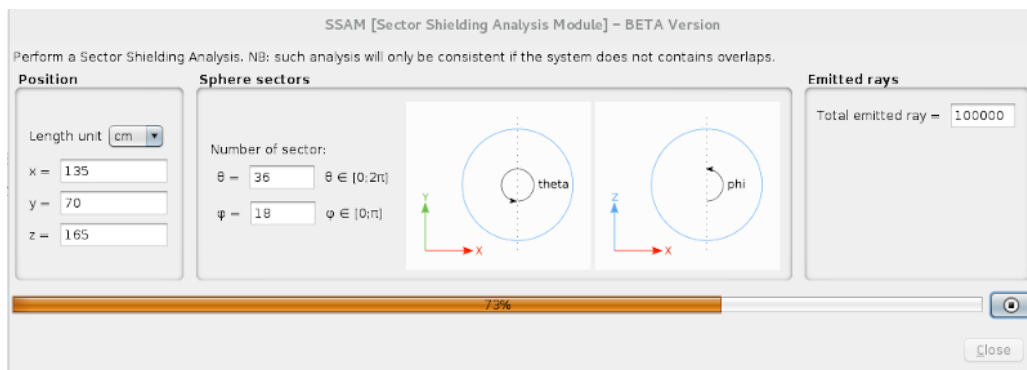 SSAM [Sector Shielding Analysis Module] – BETA Version
Perform a Sector Shielding Analysis. NB: such analysis will only be consistent if the system does not contains overlaps.
Position
Length unit cm
x = 135
y = 70
z = 165
Sphere sectors
Number of sector:
θ = 36 θ ∈ [0;2π]
φ = 18 φ ∈ [0;π]
Y
X
theta
Z
X
phi
Emitted rays
Total emitted ray = 100000
73%
Close